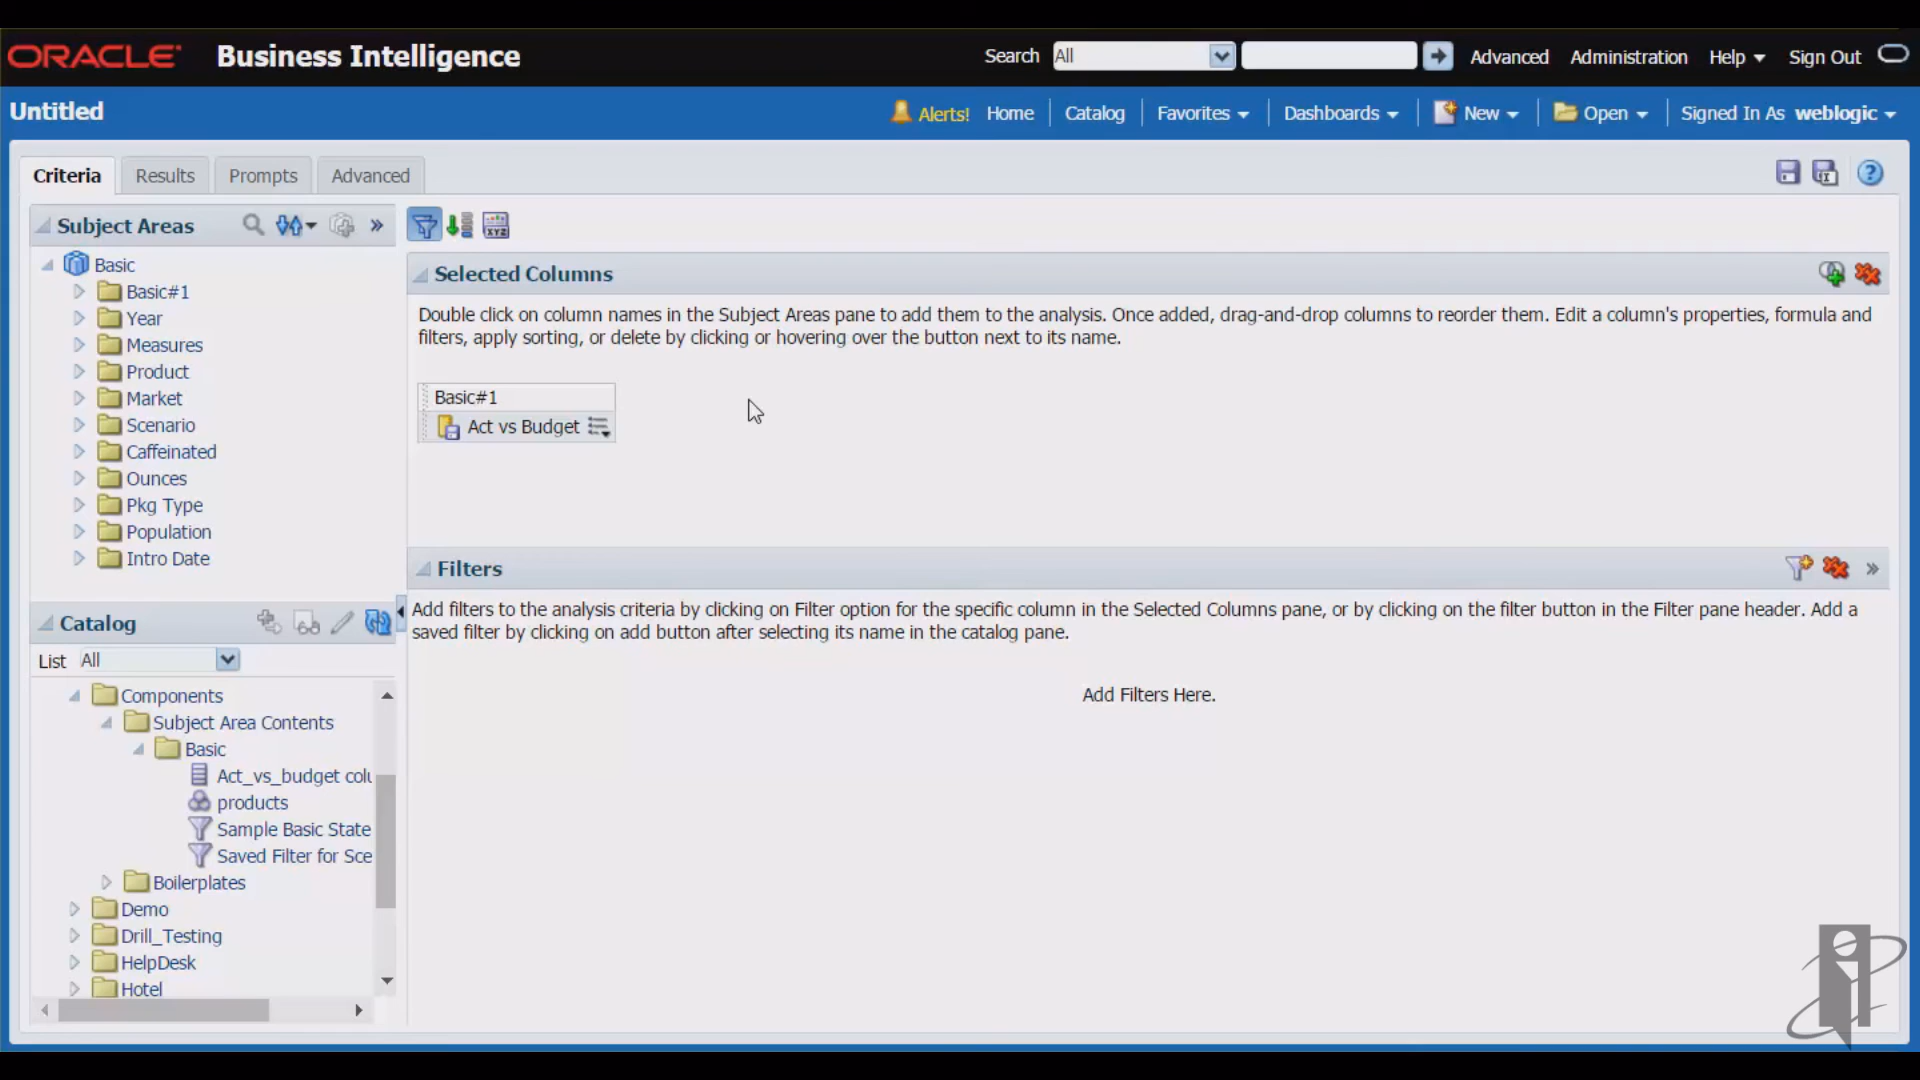 ORACLE Business Intelligence
Search All Advanced Administration Help Sign Out
Untitled
Alerts! Home Catalog Favorites Dashboards New Open Signed In As weblogic
Criteria Results Prompts Advanced
Subject Areas
Basic
Basic#1
Year
Measures
Product
Market
Scenario
Caffeinated
Ounces
Pkg Type
Population
Intro Date
Catalog
List All
Components
Subject Area Contents
Basic
Act_vs_budget colu
products
Sample Basic State
Saved Filter for Sce
Boilerplates
Demo
Drill_Testing
HelpDesk
Hotel
XYZ
Selected Columns
Double click on column names in the Subject Areas pane to add them to the analysis. Once added, drag-and-drop columns to reorder them. Edit a column's properties, formula and
filters, apply sorting, or delete by clicking or hovering over the button next to its name.
Basic#1
Act vs Budget
Filters
Add filters to the analysis criteria by clicking on Filter option for the specific column in the Selected Columns pane, or by clicking on the filter button in the Filter pane header. Add a
saved filter by clicking on add button after selecting its name in the catalog pane.
Add Filters Here.